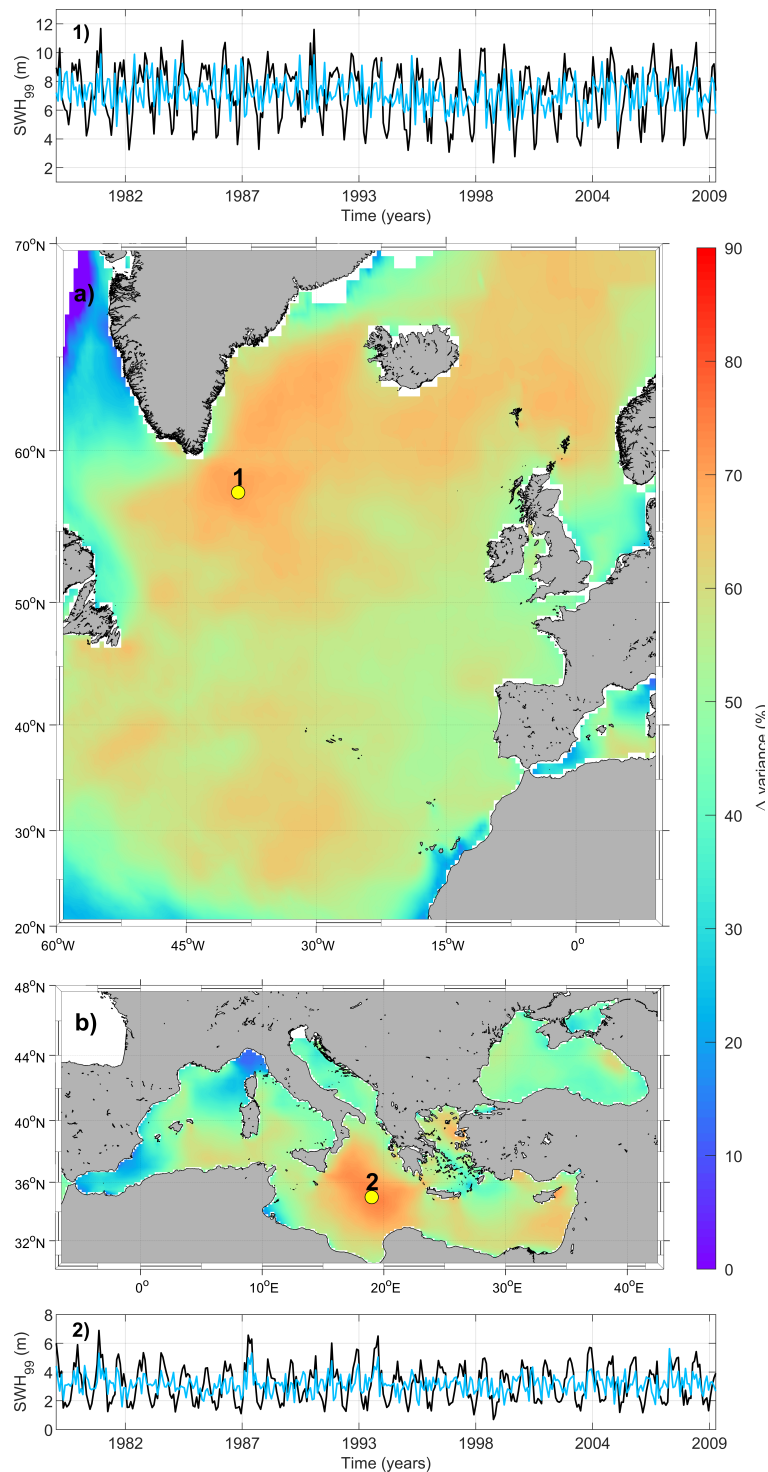 1)
SWH99 (m)
12
10
8
6
4
2
1982 1987 1993 1998 2004 2009
Time (years)
a)
70°N
60°N
50°N
40°N
30°N
20°N
60°W 45°W 30°W 15°W 0°
1
90
80
70
60
50
40
30
20
10
0
Δ variance (%)
b)
48°N
44°N
40°N
36°N
32°N
0° 10°E 20°E 30°E 40°E
2
2)
SWH99 (m)
8
6
4
2
0
1982 1987 1993 1998 2004 2009
Time (years)